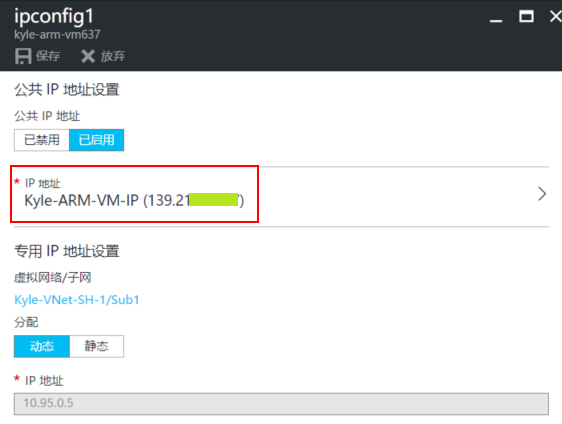 ipconfig1
kyle-arm-vm637
保存 放弃
公共 IP 地址设置
公共 IP 地址
已禁用 已启用
* IP 地址
Kyle-ARM-VM-IP (139.21 )
专用 IP 地址设置
虚拟网络/子网
Kyle-VNet-SH-1/Sub1
分配
动态 静态
* IP 地址
10.95.0.5